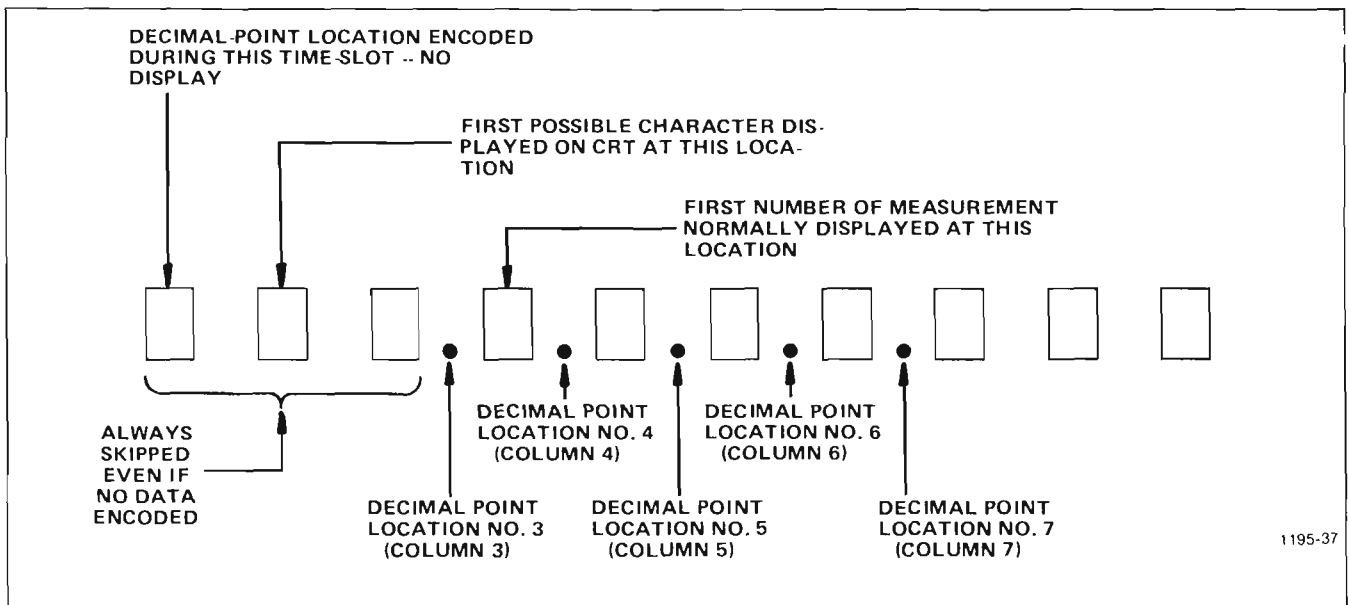 DECIMAL-POINT LOCATION ENCODED
DURING THIS TIME-SLOT -- NO
DISPLAY
FIRST POSSIBLE CHARACTER DIS-
PLAYED ON CRT AT THIS LOCA-
TION
FIRST NUMBER OF MEASUREMENT
NORMALLY DISPLAYED AT THIS
LOCATION
ALWAYS
SKIPPED
EVEN IF
NO DATA
ENCODED
DECIMAL POINT
LOCATION NO. 3
(COLUMN 3)
DECIMAL POINT
LOCATION NO. 4
(COLUMN 4)
DECIMAL POINT
LOCATION NO. 5
(COLUMN 5)
DECIMAL POINT
LOCATION NO. 6
(COLUMN 6)
DECIMAL POINT
LOCATION NO. 7
(COLUMN 7)
1195-37